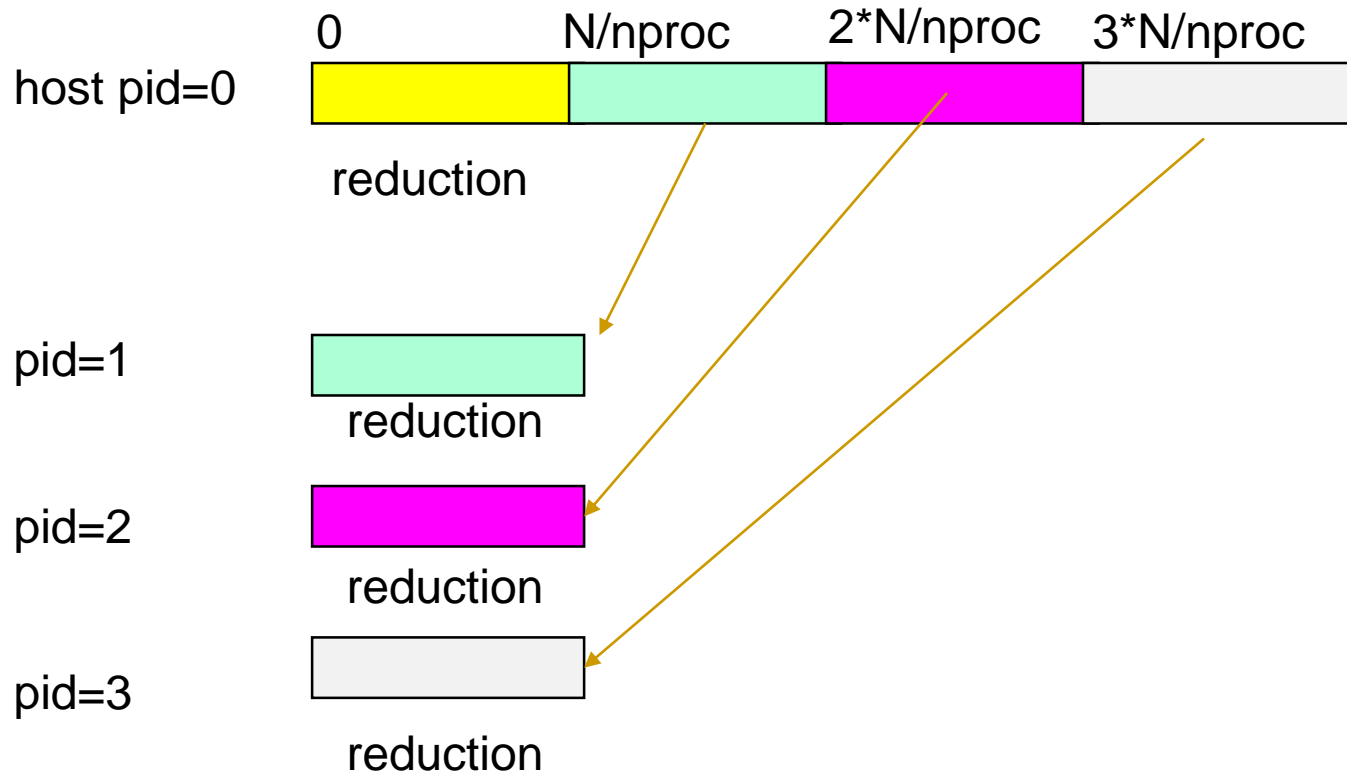 0 N/nproc 2*N/nproc 3*N/nproc
host pid=0
reduction
pid=1
reduction
pid=2
reduction
pid=3
reduction